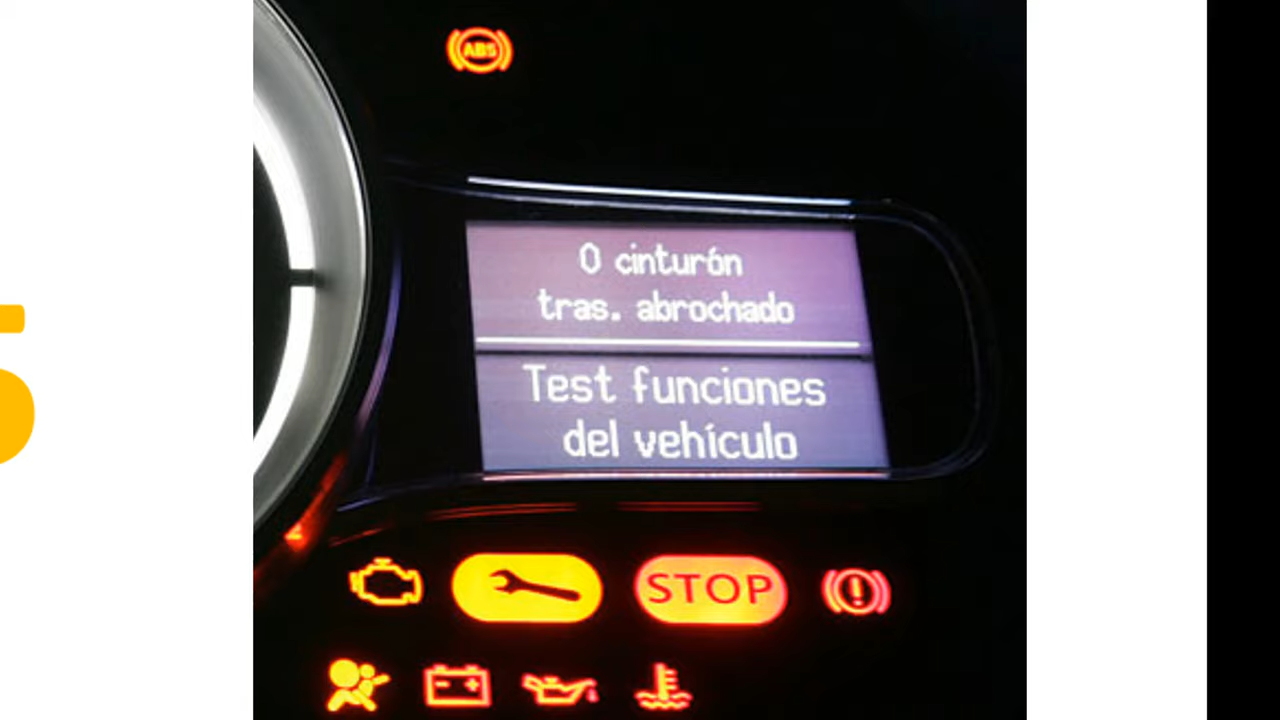 ABS
0 cinturón
tras. abrochado
Test funciones
del vehículo
STOP